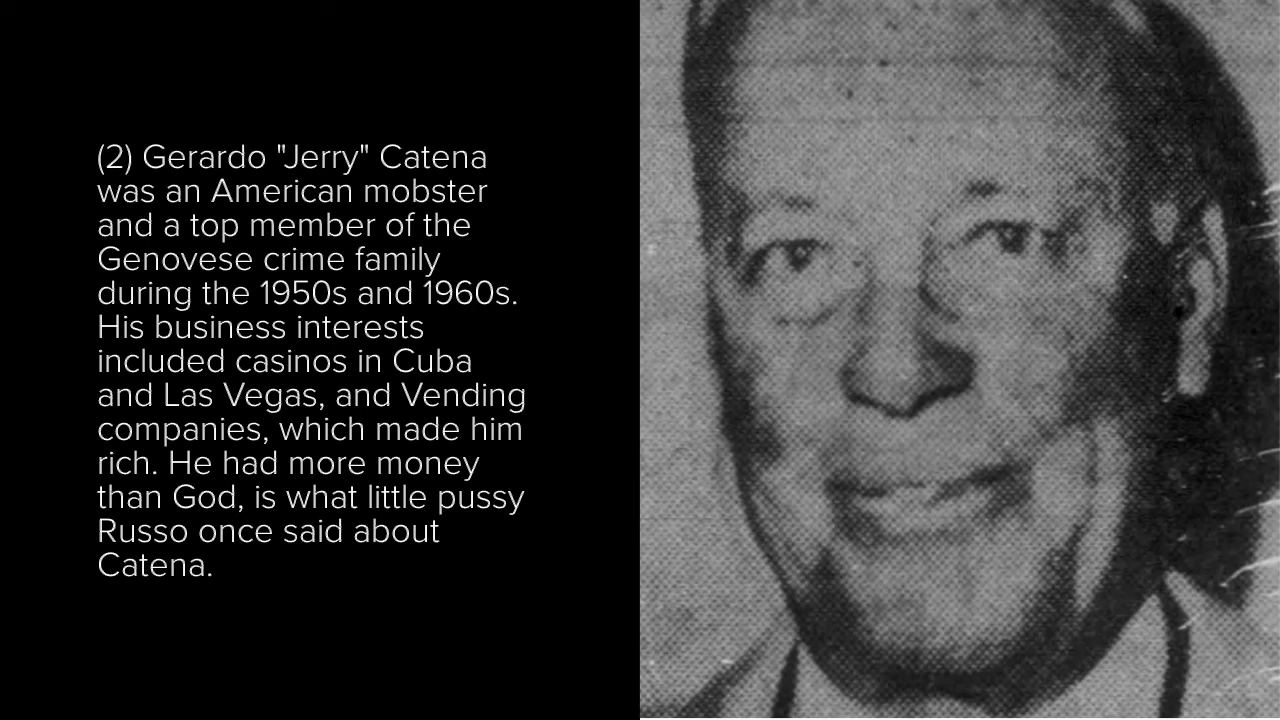 (2) Gerardo "Jerry" Catena
was an American mobster
and a top member of the
Genovese crime family
during the 1950s and 1960s.
His business interests
included casinos in Cuba
and Las Vegas, and Vending
companies, which made him
rich. He had more money
than God, is what little pussy
Russo once said about
Catena.